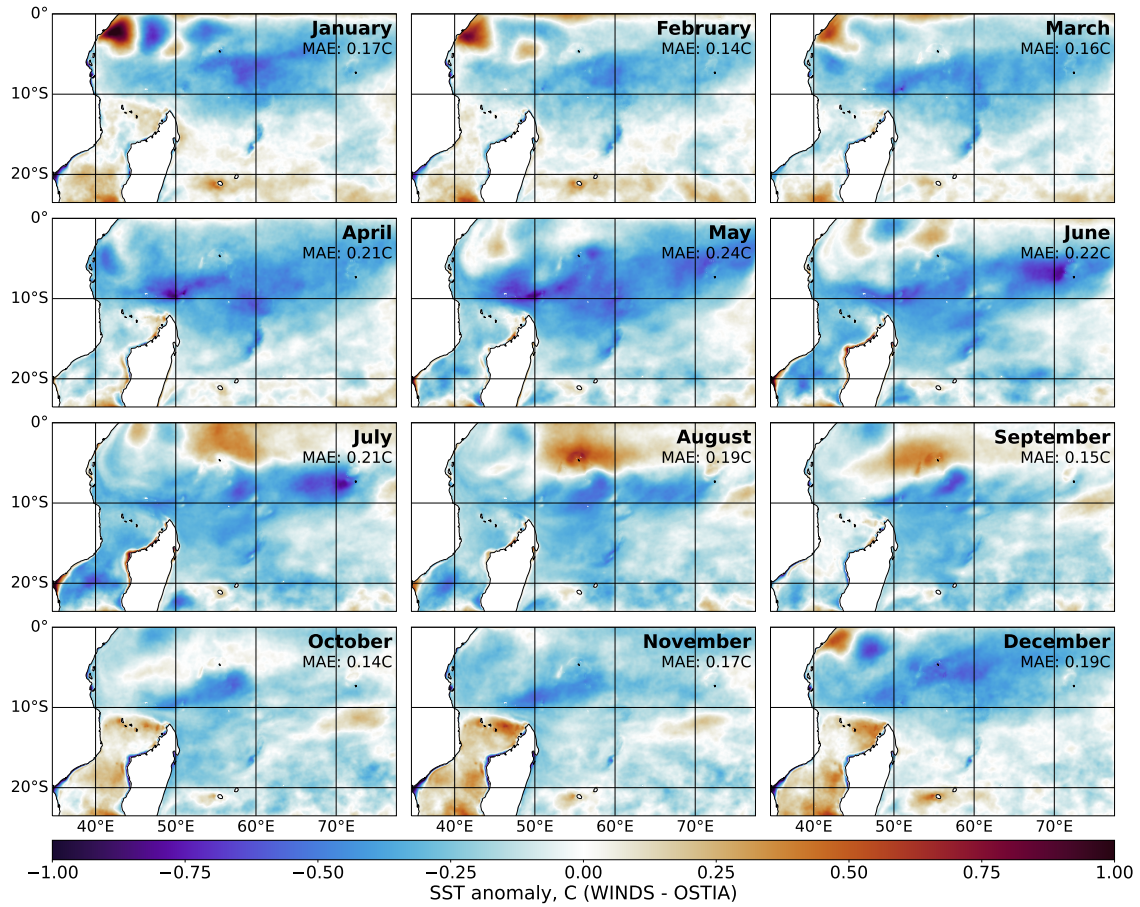 0°
January
February
March
MAE: 0.17C
MAE: 0.14C
MAE: 0.16C
10°S
20°S
0°
April
May
June
MAE: 0.21C
MAE: 0.24C
MAE: 0.22C
10°S
20°S
0°
July
August
September
MAE: 0.21C
MAE: 0.19C
MAE: 0.15C
10°S
20°S
0°
October
November
December
MAE: 0.14C
MAE: 0.17C
MAE: 0.19C
10°S
20°S
40°E 50°E 60°E 70°E
40°E 50°E 60°E 70°E
40°E 50°E 60°E 70°E
−1.00 −0.75 −0.50 −0.25 0.00 0.25 0.50 0.75 1.00
SST anomaly, C (WINDS - OSTIA)